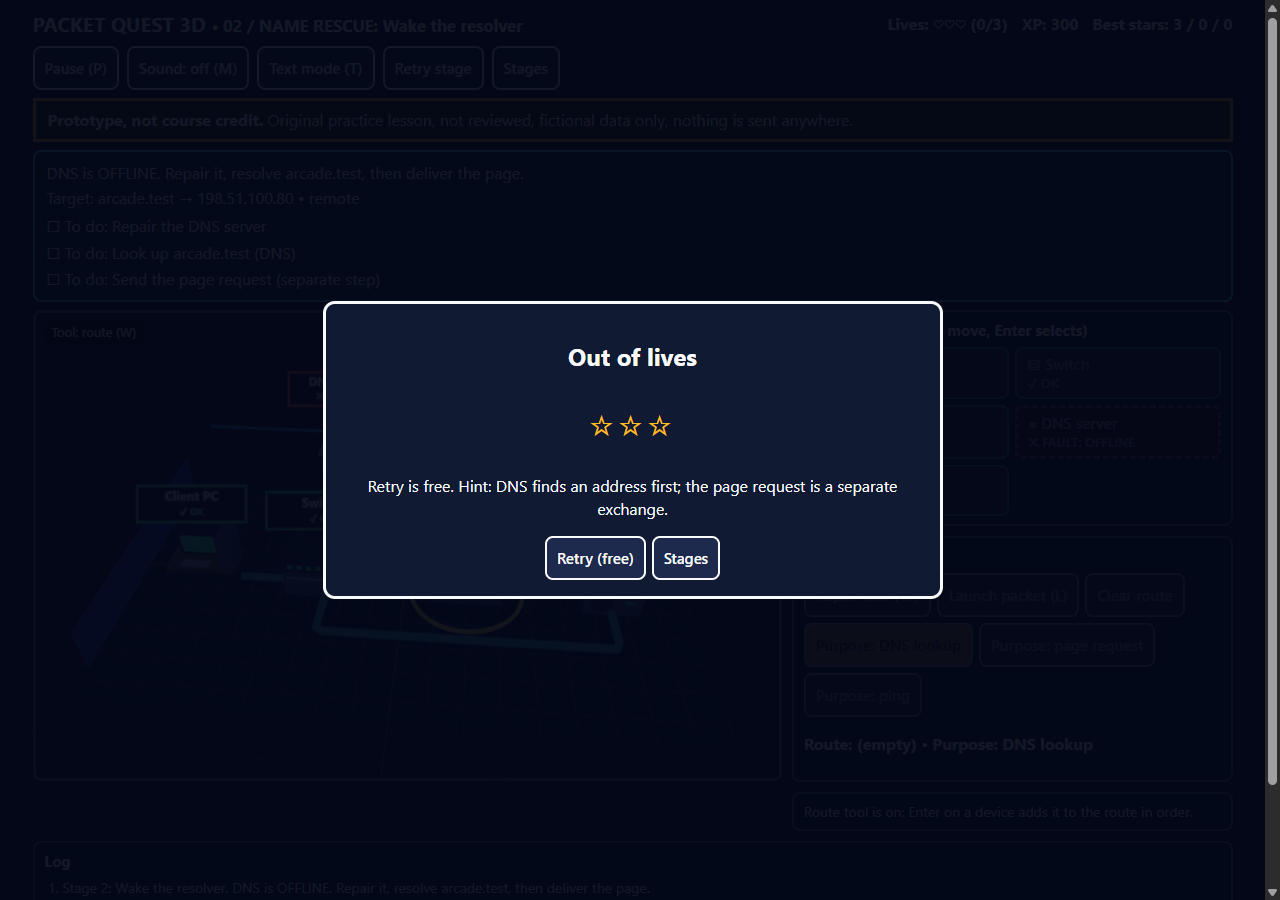 PACKET QUEST 3D • 02 / NAME RESCUE: Wake the resolver
Lives: ♡♡♡ (0/3) XP: 300 Best stars: 3 / 0 / 0
Pause (P) Sound: off (M) Text mode (T) Retry stage Stages
Prototype, not course credit. Original practice lesson, not reviewed, fictional data only, nothing is sent anywhere.
DNS is OFFLINE. Repair it, resolve arcade.test, then deliver the page.
Target: arcade.test → 198.51.100.80 • remote
☐ To do: Repair the DNS server
☐ To do: Look up arcade.test (DNS)
☐ To do: Send the page request (separate step)
Tool: route (W)
Client PC
✓ OK
move, Enter selects)
Switch
✓ OK
DNS server
✕ FAULT: OFFLINE
Out of lives
☆ ☆ ☆
Retry is free. Hint: DNS finds an address first; the page request is a separate
exchange.
Retry (free) Stages
Launch packet (L) Clear route
Purpose: DNS lookup Purpose: page request
Purpose: ping
Route: (empty) • Purpose: DNS lookup
Route tool is on: Enter on a device adds it to the route in order.
Log
1. Stage 2: Wake the resolver. DNS is OFFLINE. Repair it, resolve arcade.test, then deliver the page.